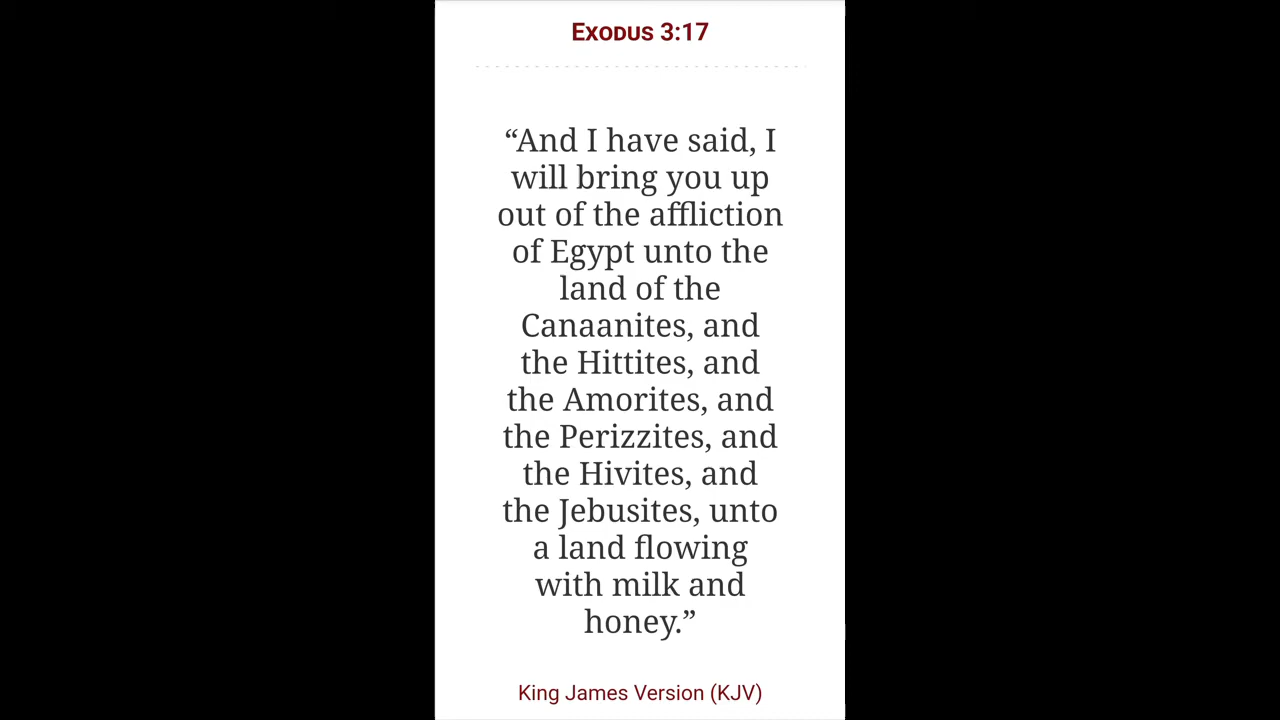 Exodus 3:17
“And I have said, I
will bring you up
out of the affliction
of Egypt unto the
land of the
Canaanites, and
the Hittites, and
the Amorites, and
the Perizzites, and
the Hivites, and
the Jebusites, unto
a land flowing
with milk and
honey.”
King James Version (KJV)